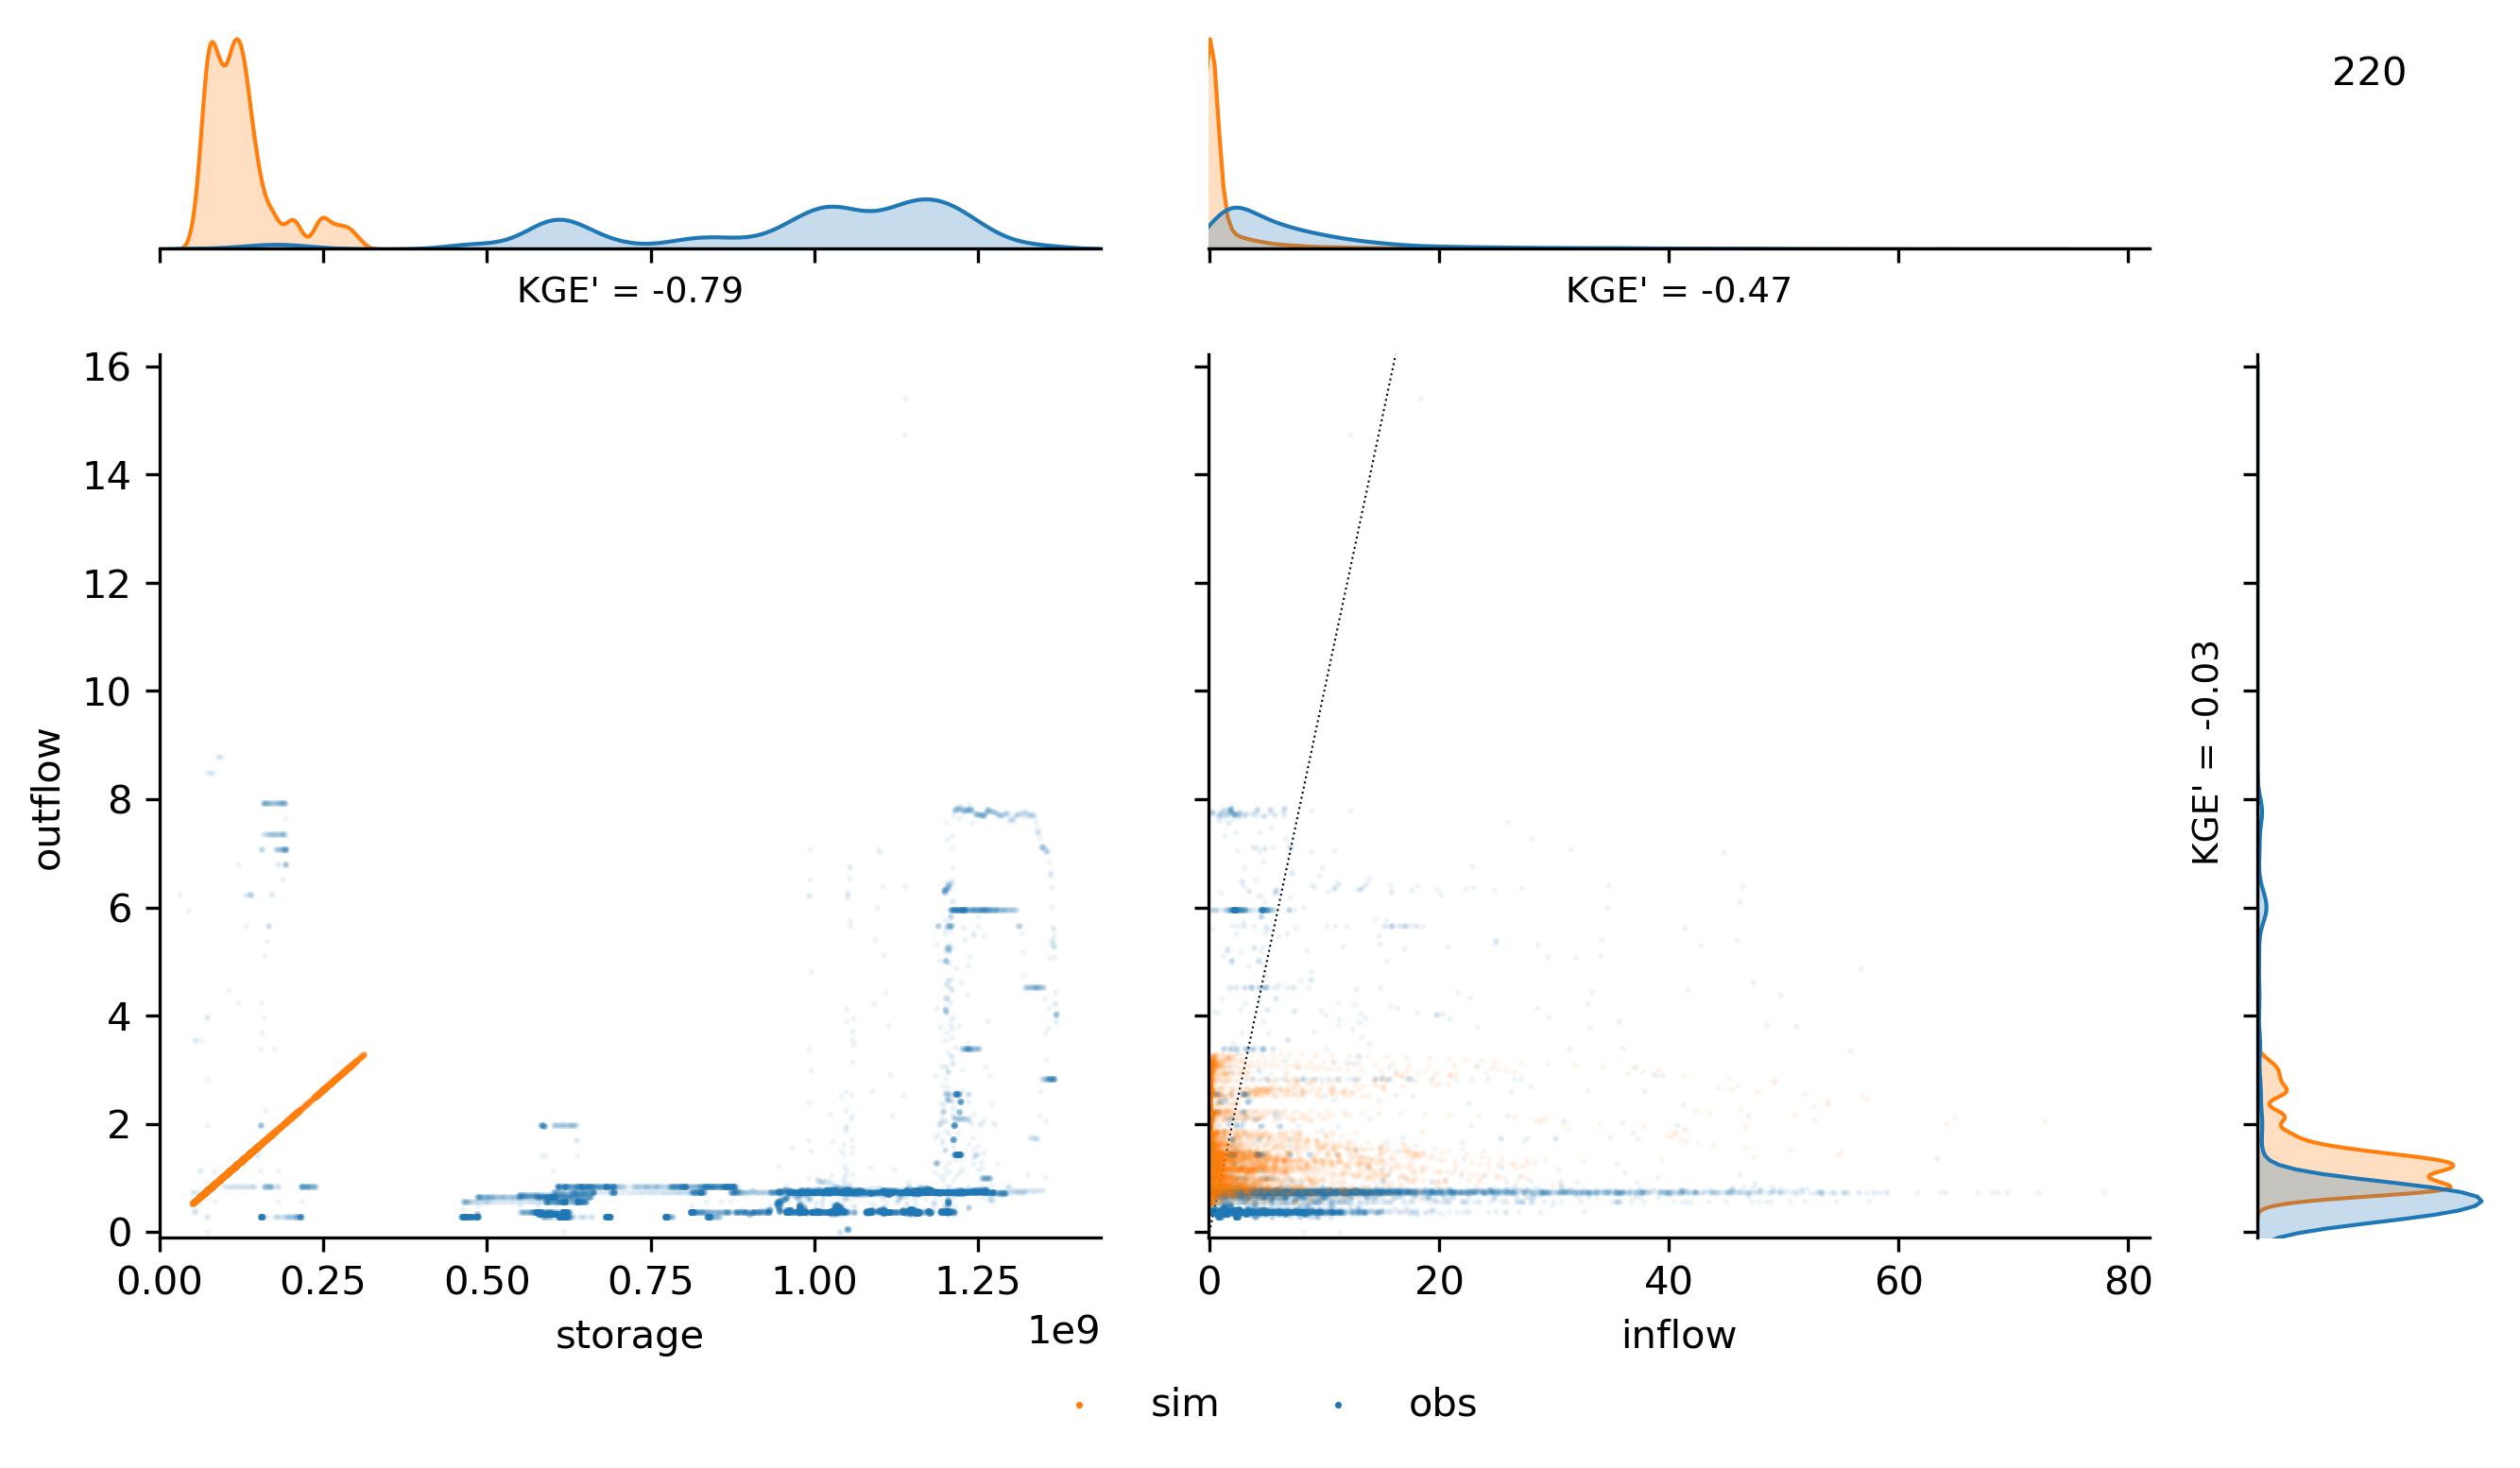 220
KGE' = -0.79
KGE' = -0.47
16
14
12
10
8
6
4
2
0
outflow
KGE' = -0.03
0.00 0.25 0.50 0.75 1.00 1.25
1e9
storage
0 20 40 60 80
inflow
sim obs